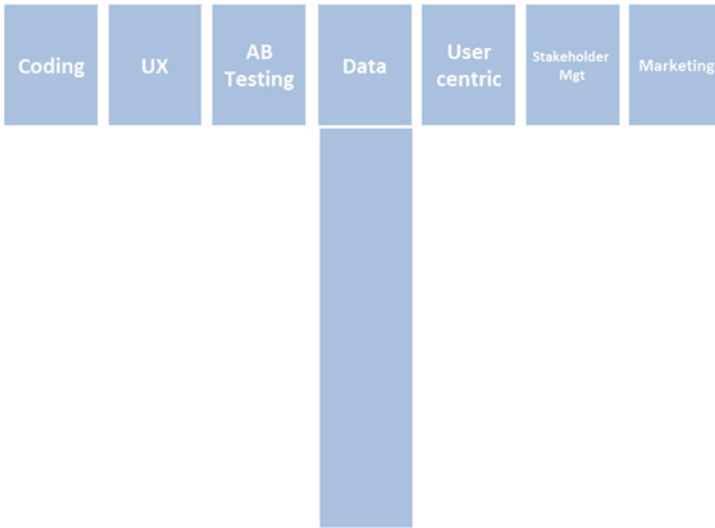 Coding
UX
AB
Testing
Data
User
centric
Stakeholder
Mgt
Marketing